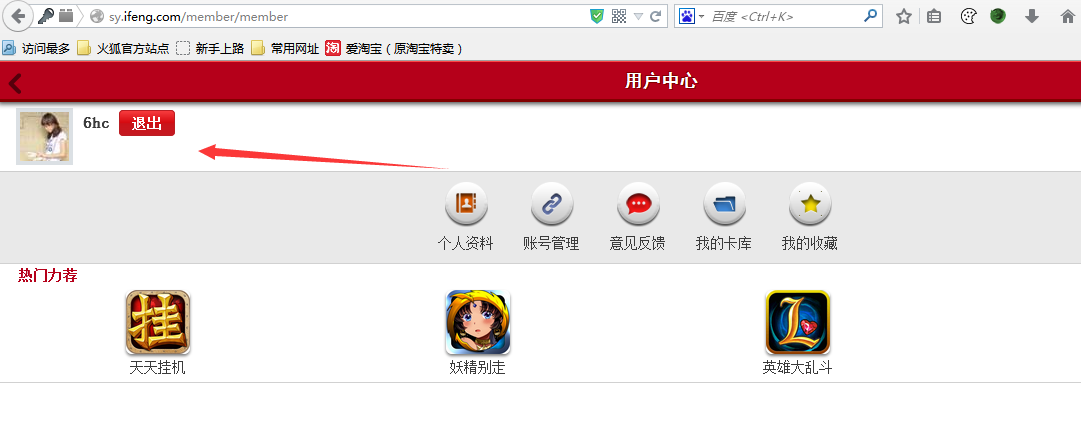 sy.ifeng.com/member/member
百度 <Ctrl+K>
访问最多 火狐官方站点 新手上路 常用网址 淘 爱淘宝（原淘宝特卖）
用户中心
6hc 退出
个人资料 账号管理 意见反馈 我的卡库 我的收藏
热门力荐
挂 L
天天挂机 妖精别走 英雄大乱斗